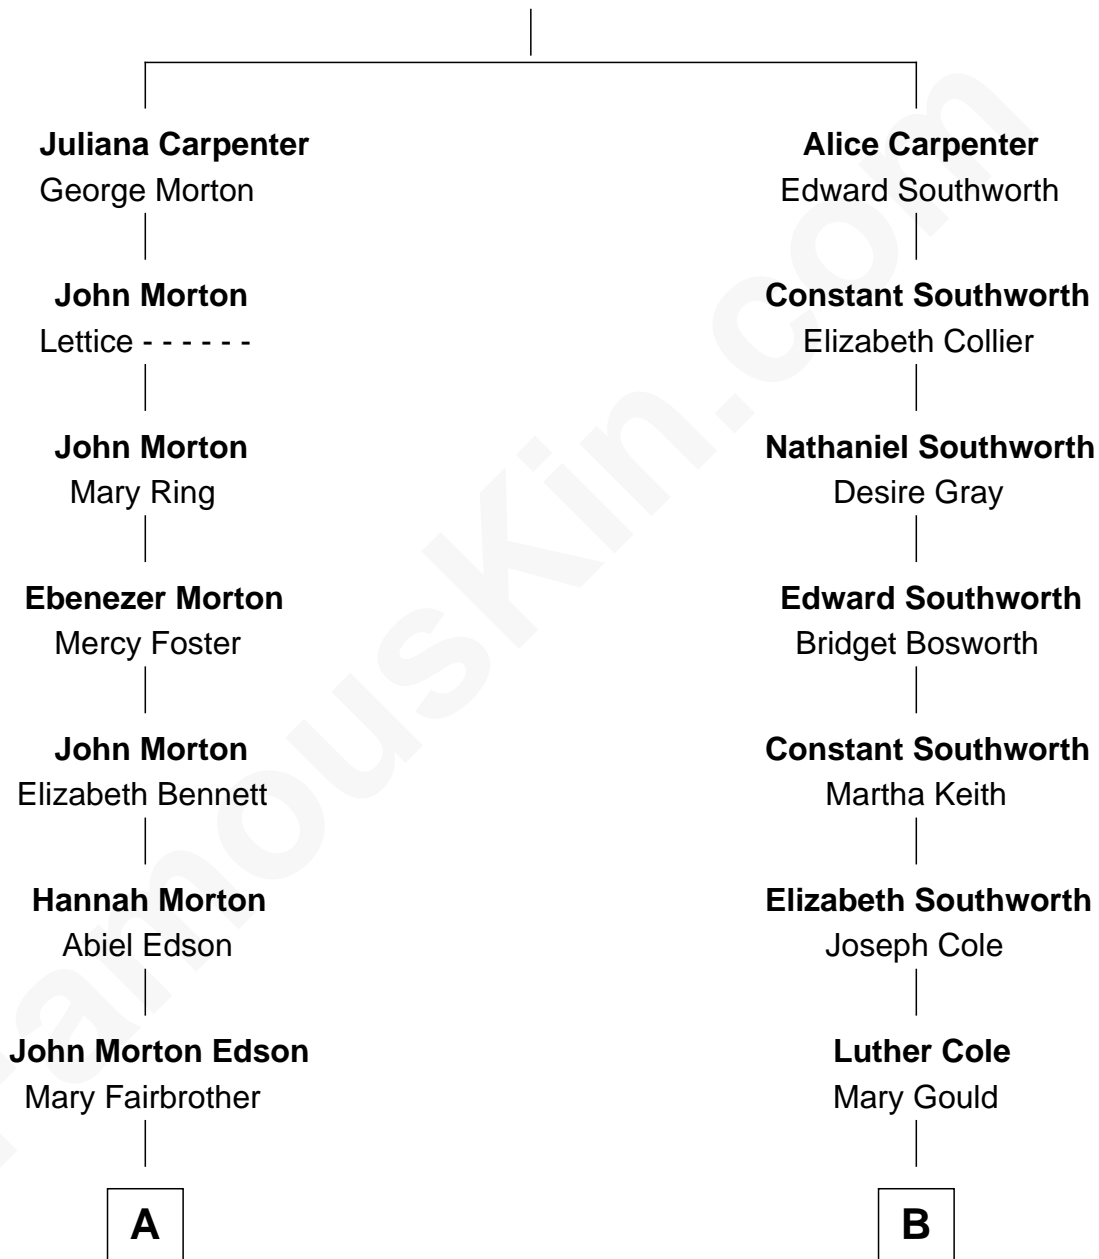 Juliana Carpenter
George Morton
John Morton
Lettice - - - - - -
John Morton
Mary Ring
Ebenezer Morton
Mercy Foster
John Morton
Elizabeth Bennett
Hannah Morton
Abiel Edson
John Morton Edson
Mary Fairbrother
A
Alice Carpenter
Edward Southworth
Constant Southworth
Elizabeth Collier
Nathaniel Southworth
Desire Gray
Edward Southworth
Bridget Bosworth
Constant Southworth
Martha Keith
Elizabeth Southworth
Joseph Cole
Luther Cole
Mary Gould
B
FamousKin.com